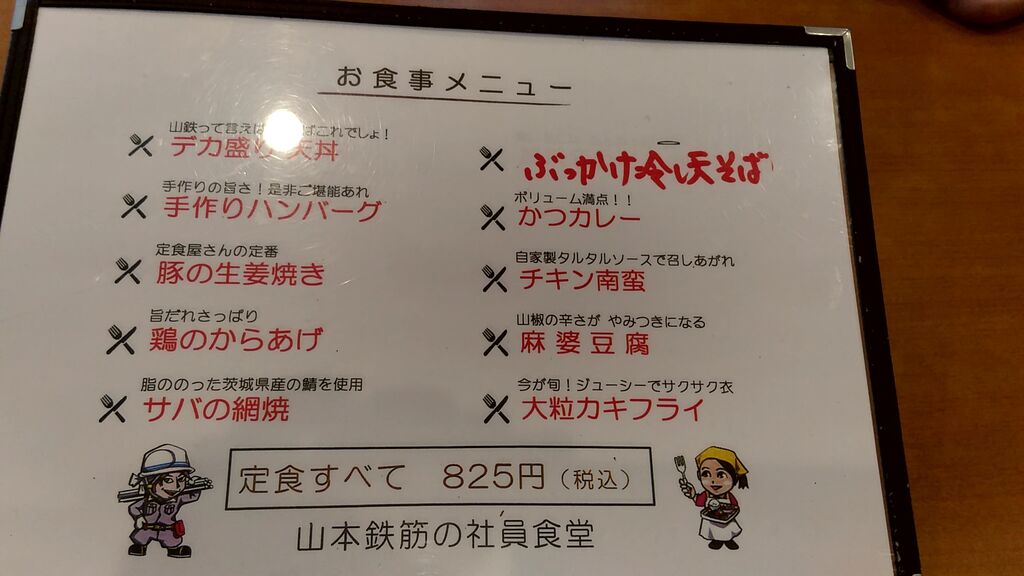 お食事メニュー
山鉄って言えば ばこれでしょ！
デカ盛り天丼
手作りの旨さ！是非ご堪能あれ
手作りハンバーグ
定食屋さんの定番
豚の生姜焼き
旨だれさっぱり
鶏のからあげ
脂ののった茨城県産の鯖を使用
サバの網焼
ぶっかけ冷し天そば
ボリューム満点！！
かつカレー
自家製タルタルソースで召しあがれ
チキン南蛮
山椒の辛さが やみつきになる
麻婆豆腐
今が旬！ジューシーでサクサク衣
大粒カキフライ
定食すべて 825円（税込）
山本鉄筋の社員食堂